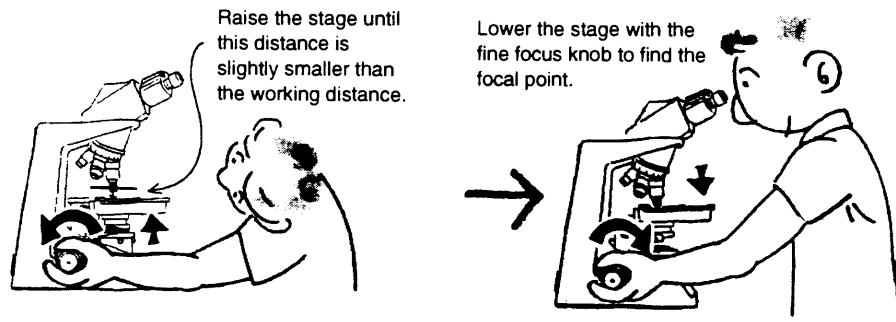 Raise the stage until
this distance is
slightly smaller than
the working distance.
Lower the stage with the
fine focus knob to find the
focal point.